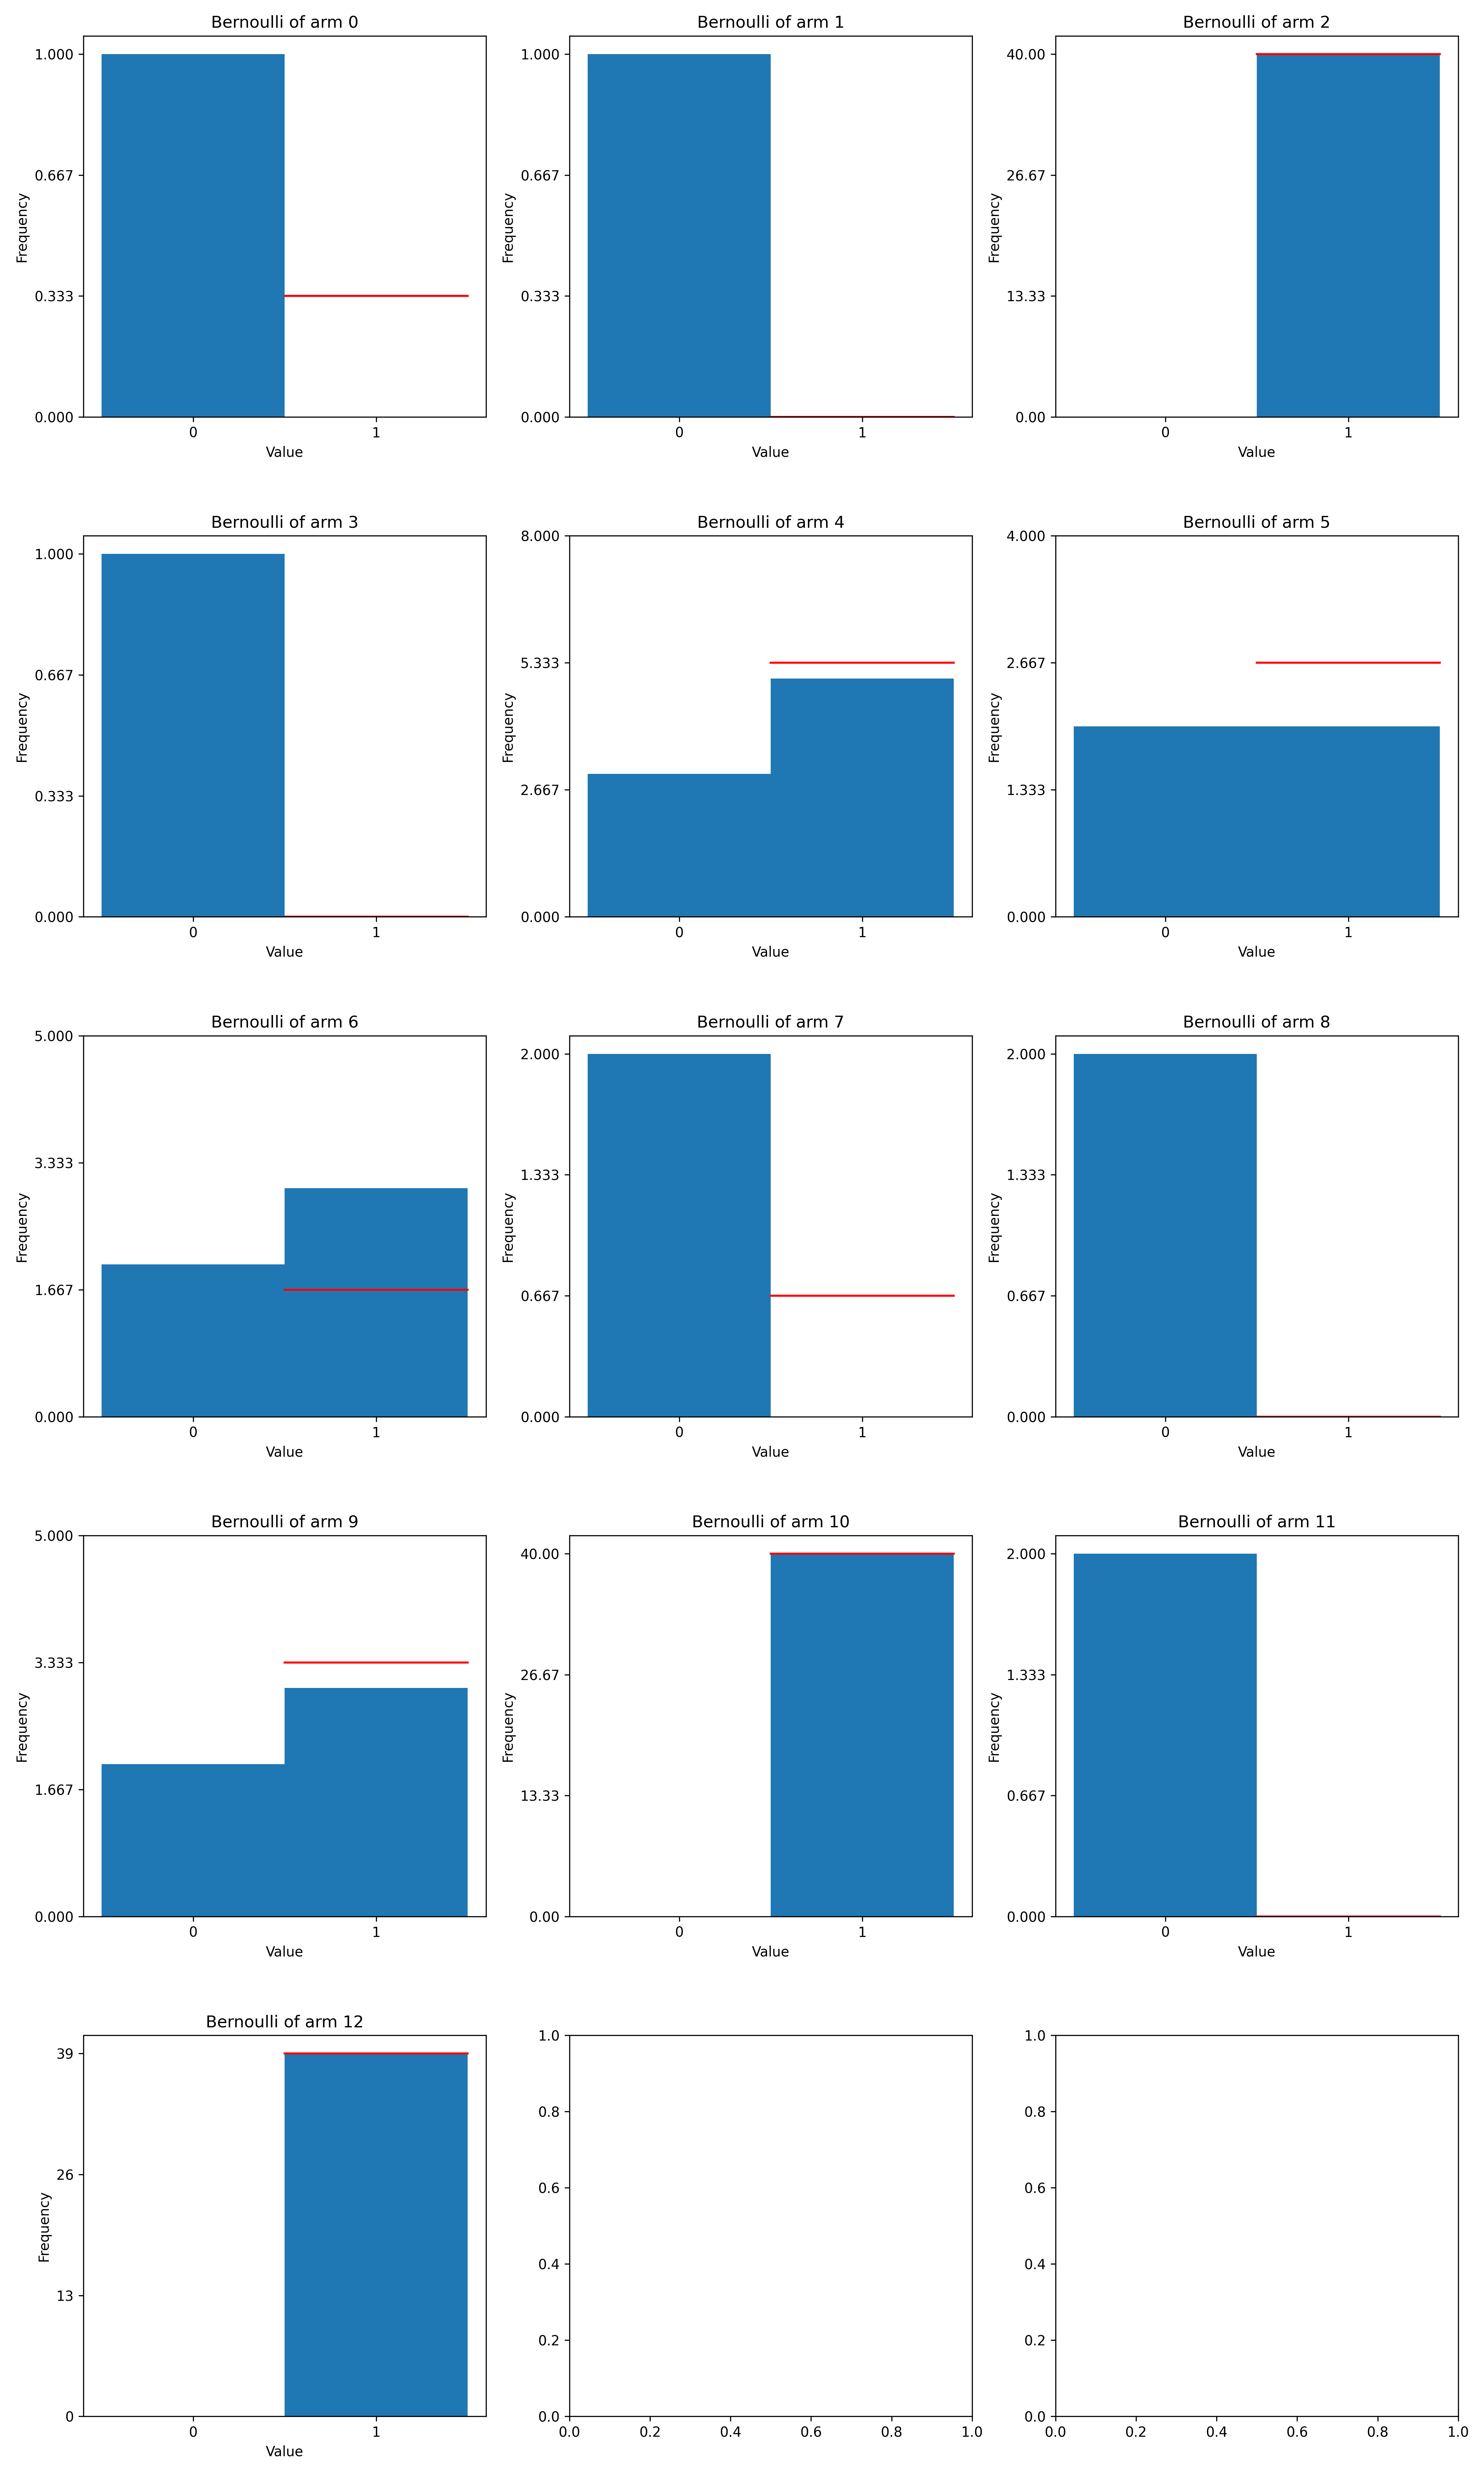 Bernoulli of arm 0
1.000
0.667
0.333
0.000
Frequency
0 1
Value
Bernoulli of arm 1
1.000
0.667
0.333
0.000
Frequency
0 1
Value
Bernoulli of arm 2
40.00
26.67
13.33
0.00
Frequency
0 1
Value
Bernoulli of arm 3
1.000
0.667
0.333
0.000
Frequency
0 1
Value
Bernoulli of arm 4
8.000
5.333
2.667
0.000
Frequency
0 1
Value
Bernoulli of arm 5
4.000
2.667
1.333
0.000
Frequency
0 1
Value
Bernoulli of arm 6
5.000
3.333
1.667
0.000
Frequency
0 1
Value
Bernoulli of arm 7
2.000
1.333
0.667
0.000
Frequency
0 1
Value
Bernoulli of arm 8
2.000
1.333
0.667
0.000
Frequency
0 1
Value
Bernoulli of arm 9
5.000
3.333
1.667
0.000
Frequency
0 1
Value
Bernoulli of arm 10
40.00
26.67
13.33
0.00
Frequency
0 1
Value
Bernoulli of arm 11
2.000
1.333
0.667
0.000
Frequency
0 1
Value
Bernoulli of arm 12
39
26
13
0
Frequency
0 1
Value
1.0
0.8
0.6
0.4
0.2
0.0
0.0 0.2 0.4 0.6 0.8 1.0
1.0
0.8
0.6
0.4
0.2
0.0
0.0 0.2 0.4 0.6 0.8 1.0